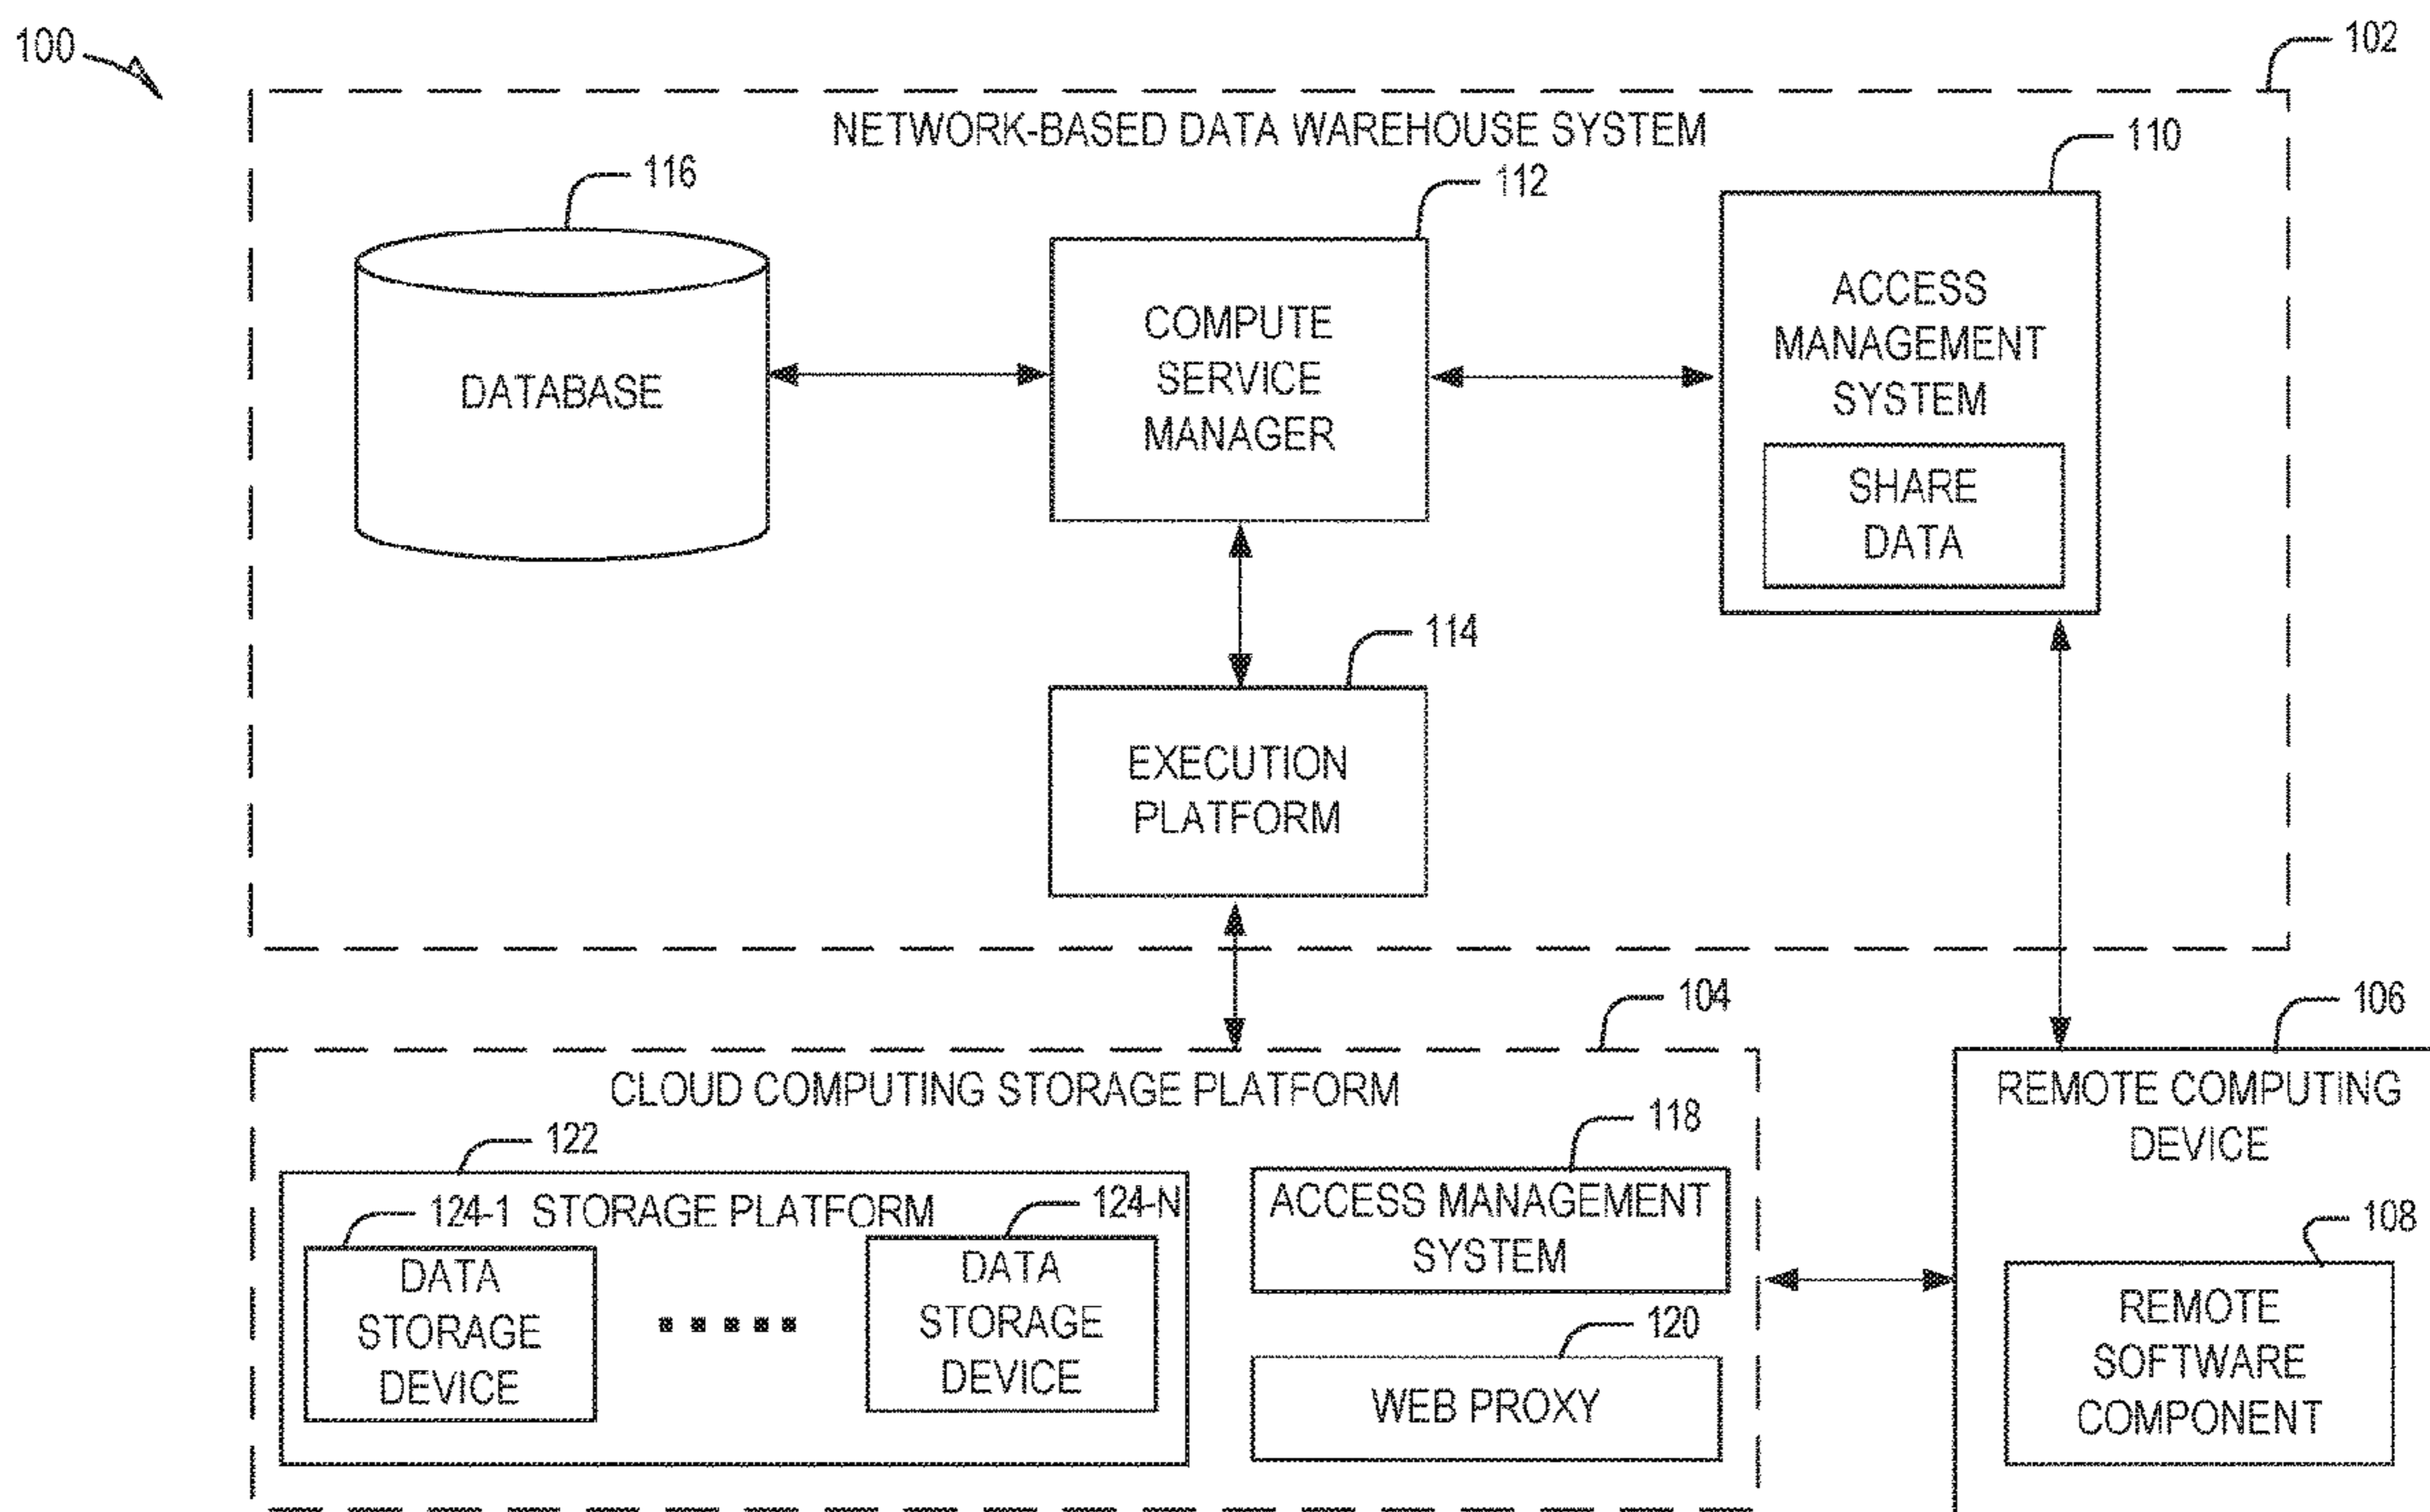 100
102
NETWORK-BASED DATA WAREHOUSE SYSTEM
110
116
112
DATABASE
COMPUTE
SERVICE
MANAGER
ACCESS
MANAGEMENT
SYSTEM
SHARE
DATA
114
EXECUTION
PLATFORM
104
106
CLOUD COMPUTING STORAGE PLATFORM
122
118
124-1 STORAGE PLATFORM 124-N
DATA
STORAGE
DEVICE
DATA
STORAGE
DEVICE
ACCESS MANAGEMENT
SYSTEM
120
WEB PROXY
REMOTE COMPUTING
DEVICE
108
REMOTE
SOFTWARE
COMPONENT